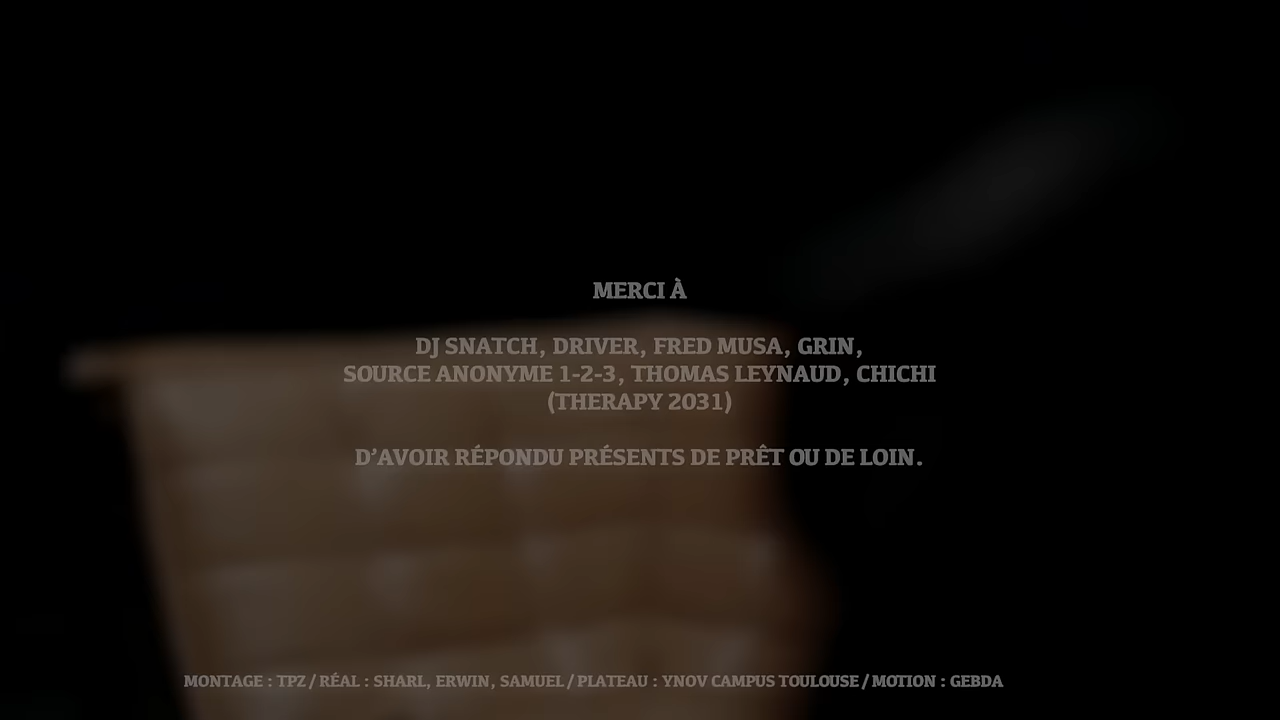 MERCI À
DJ SNATCH, DRIVER, FRED MUSA, GRIN,
SOURCE ANONYME 1-2-3, THOMAS LEYNAUD, CHICHI
(THERAPY 2031)
D’AVOIR RÉPONDU PRÉSENTS DE PRÊT OU DE LOIN.
MONTAGE : TPZ / RÉAL : SHARL, ERWIN, SAMUEL / PLATEAU : YNOV CAMPUS TOULOUSE / MOTION : GEBDA